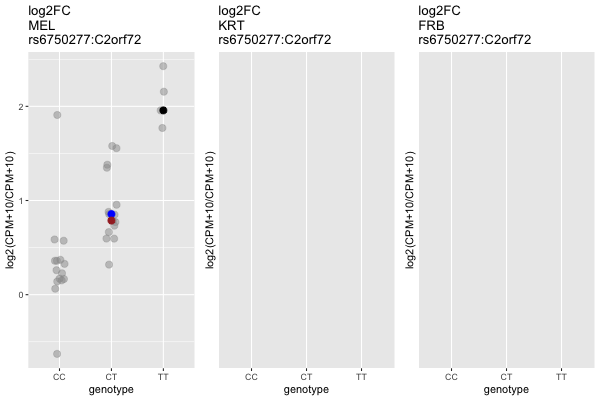 log2FC
MEL
rs6750277:C2orf72
log2(CPM+10/CPM+10)
2
1
0
CC CT TT
genotype
log2FC
KRT
rs6750277:C2orf72
log2(CPM+10/CPM+10)
CC CT TT
genotype
log2FC
FRB
rs6750277:C2orf72
log2(CPM+10/CPM+10)
CC CT TT
genotype